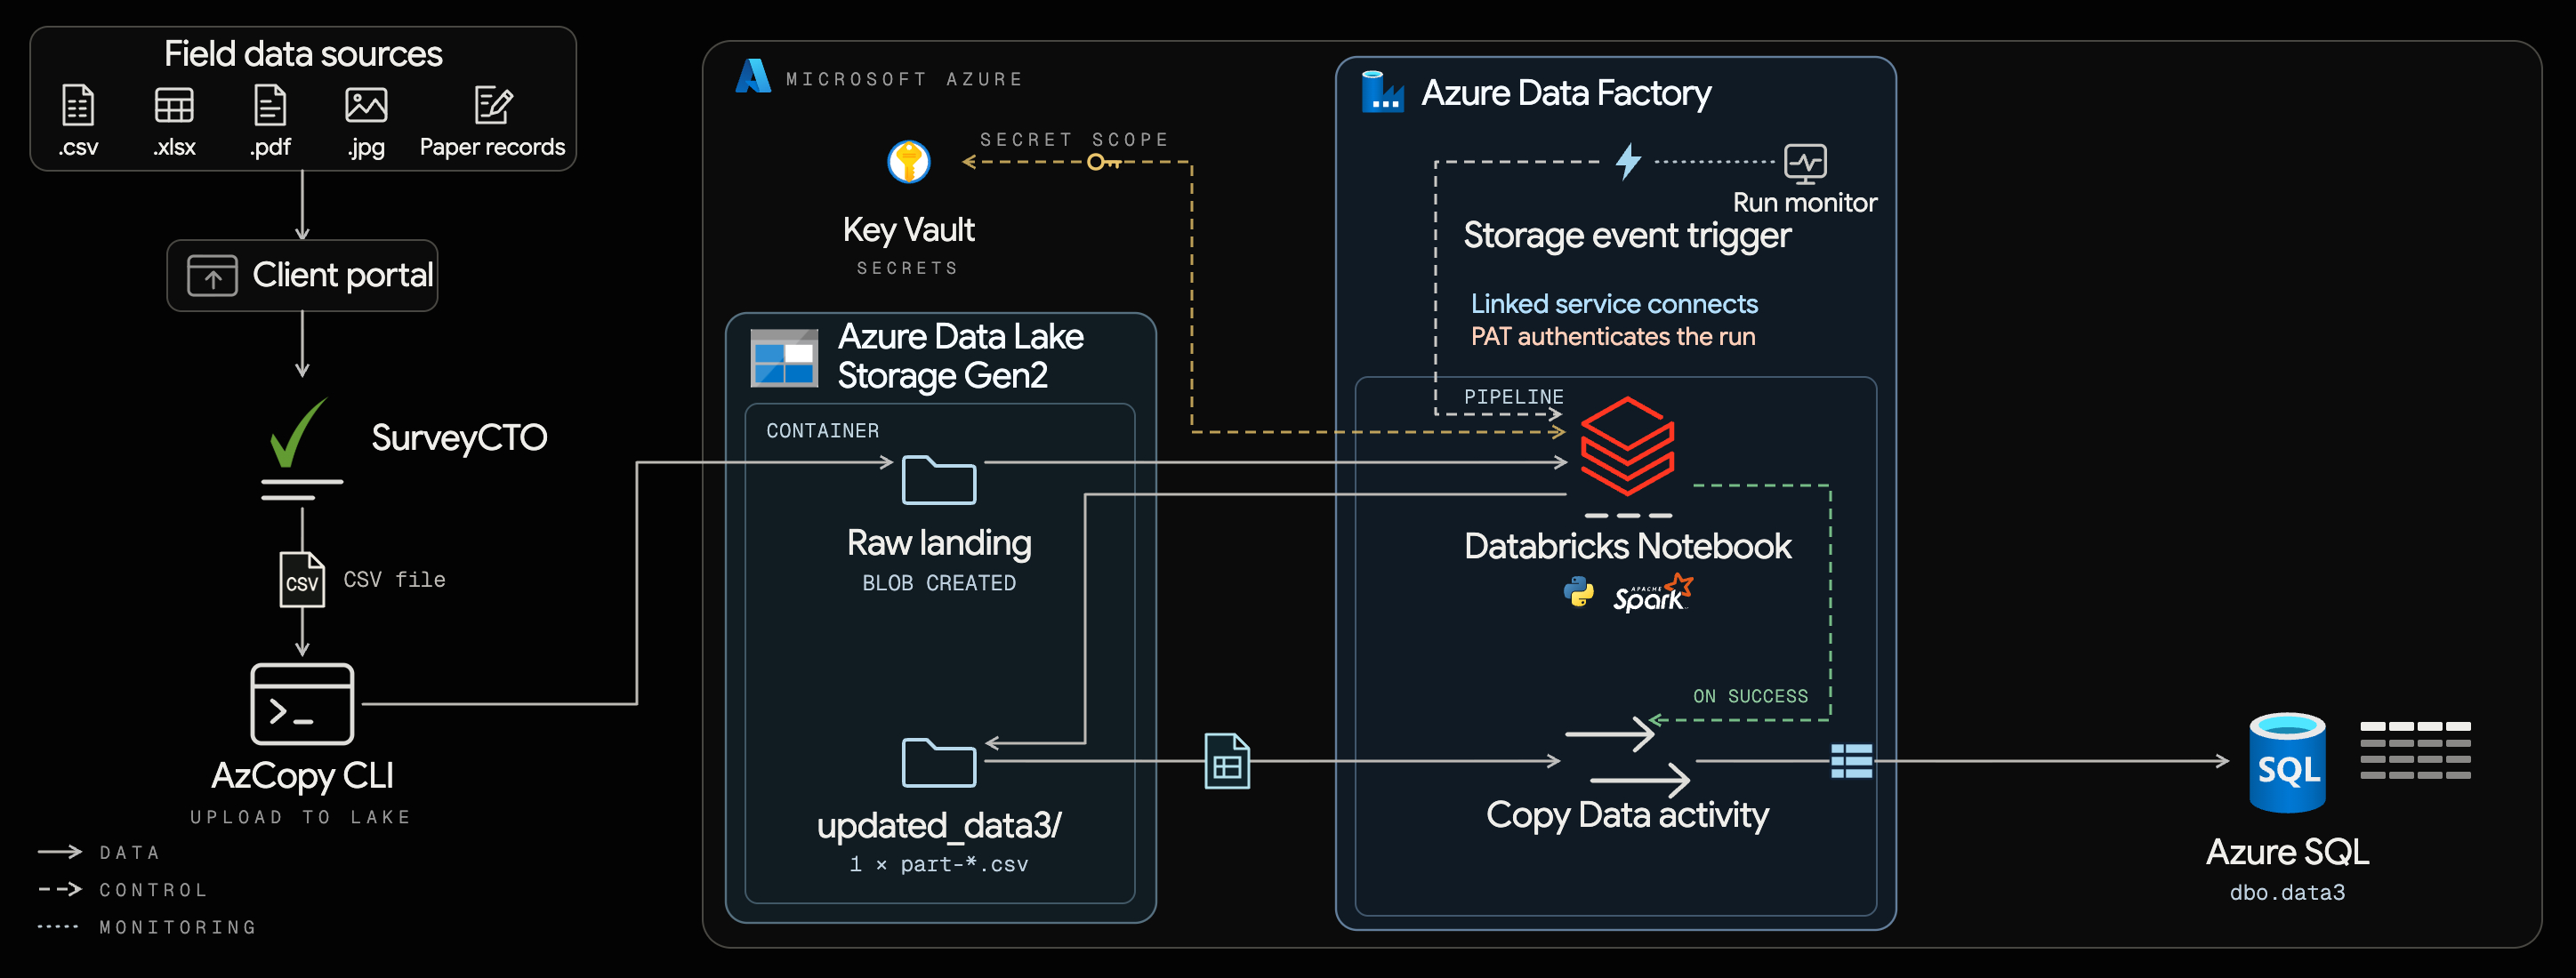 Field data sources
.csv
.xlsx
.pdf
.jpg
Paper records
Client portal
SurveyCTO
CSV
CSV file
AzCopy CLI
UPLOAD TO LAKE
DATA
CONTROL
MONITORING
MICROSOFT AZURE
SECRET SCOPE
Key Vault
SECRETS
Azure Data Lake
Storage Gen2
CONTAINER
Raw landing
BLOB CREATED
updated_data3/
1 × part-*.csv
Azure Data Factory
Run monitor
Storage event trigger
Linked service connects
PAT authenticates the run
PIPELINE
Databricks Notebook
APACHE
Spark
ON SUCCESS
Copy Data activity
SQL
Azure SQL
dbo.data3